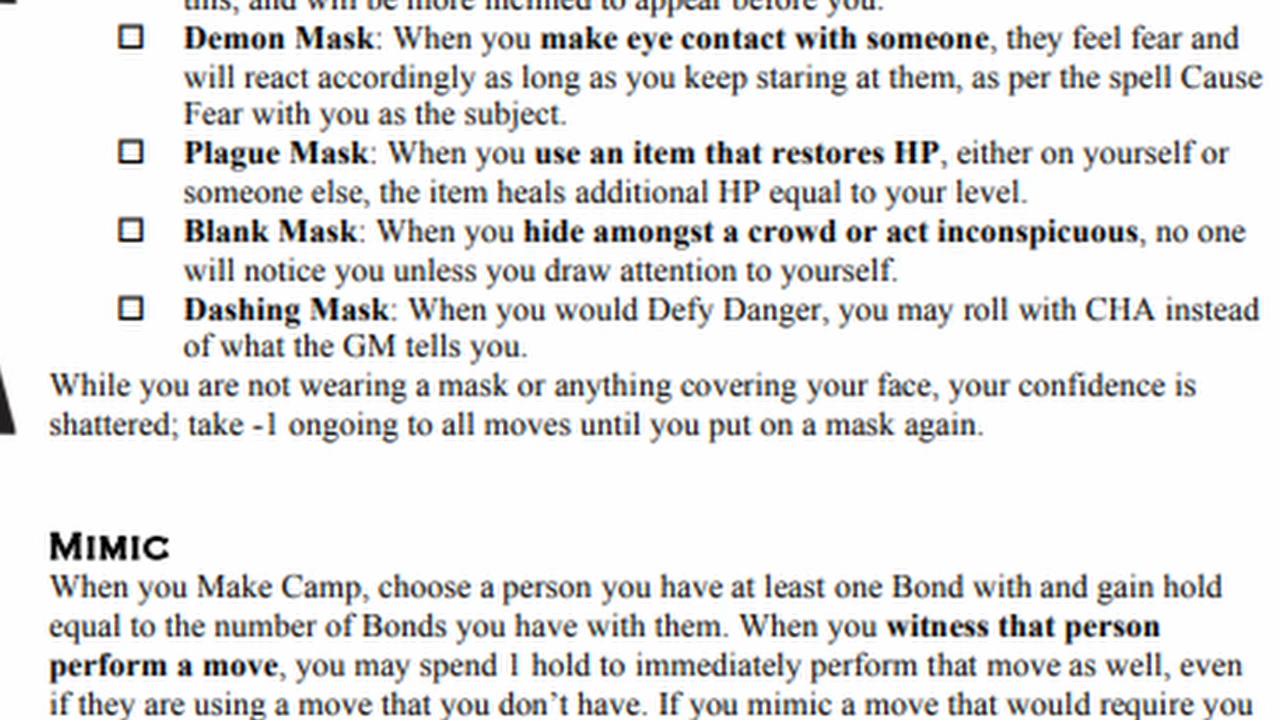 this, and will be more inclined to appear before you.
☐ Demon Mask: When you make eye contact with someone, they feel fear and
will react accordingly as long as you keep staring at them, as per the spell Cause
Fear with you as the subject.
☐ Plague Mask: When you use an item that restores HP, either on yourself or
someone else, the item heals additional HP equal to your level.
☐ Blank Mask: When you hide amongst a crowd or act inconspicuous, no one
will notice you unless you draw attention to yourself.
☐ Dashing Mask: When you would Defy Danger, you may roll with CHA instead
of what the GM tells you.
While you are not wearing a mask or anything covering your face, your confidence is
shattered; take -1 ongoing to all moves until you put on a mask again.
MIMIC
When you Make Camp, choose a person you have at least one Bond with and gain hold
equal to the number of Bonds you have with them. When you witness that person
perform a move, you may spend 1 hold to immediately perform that move as well, even
if they are using a move that you don't have. If you mimic a move that would require you